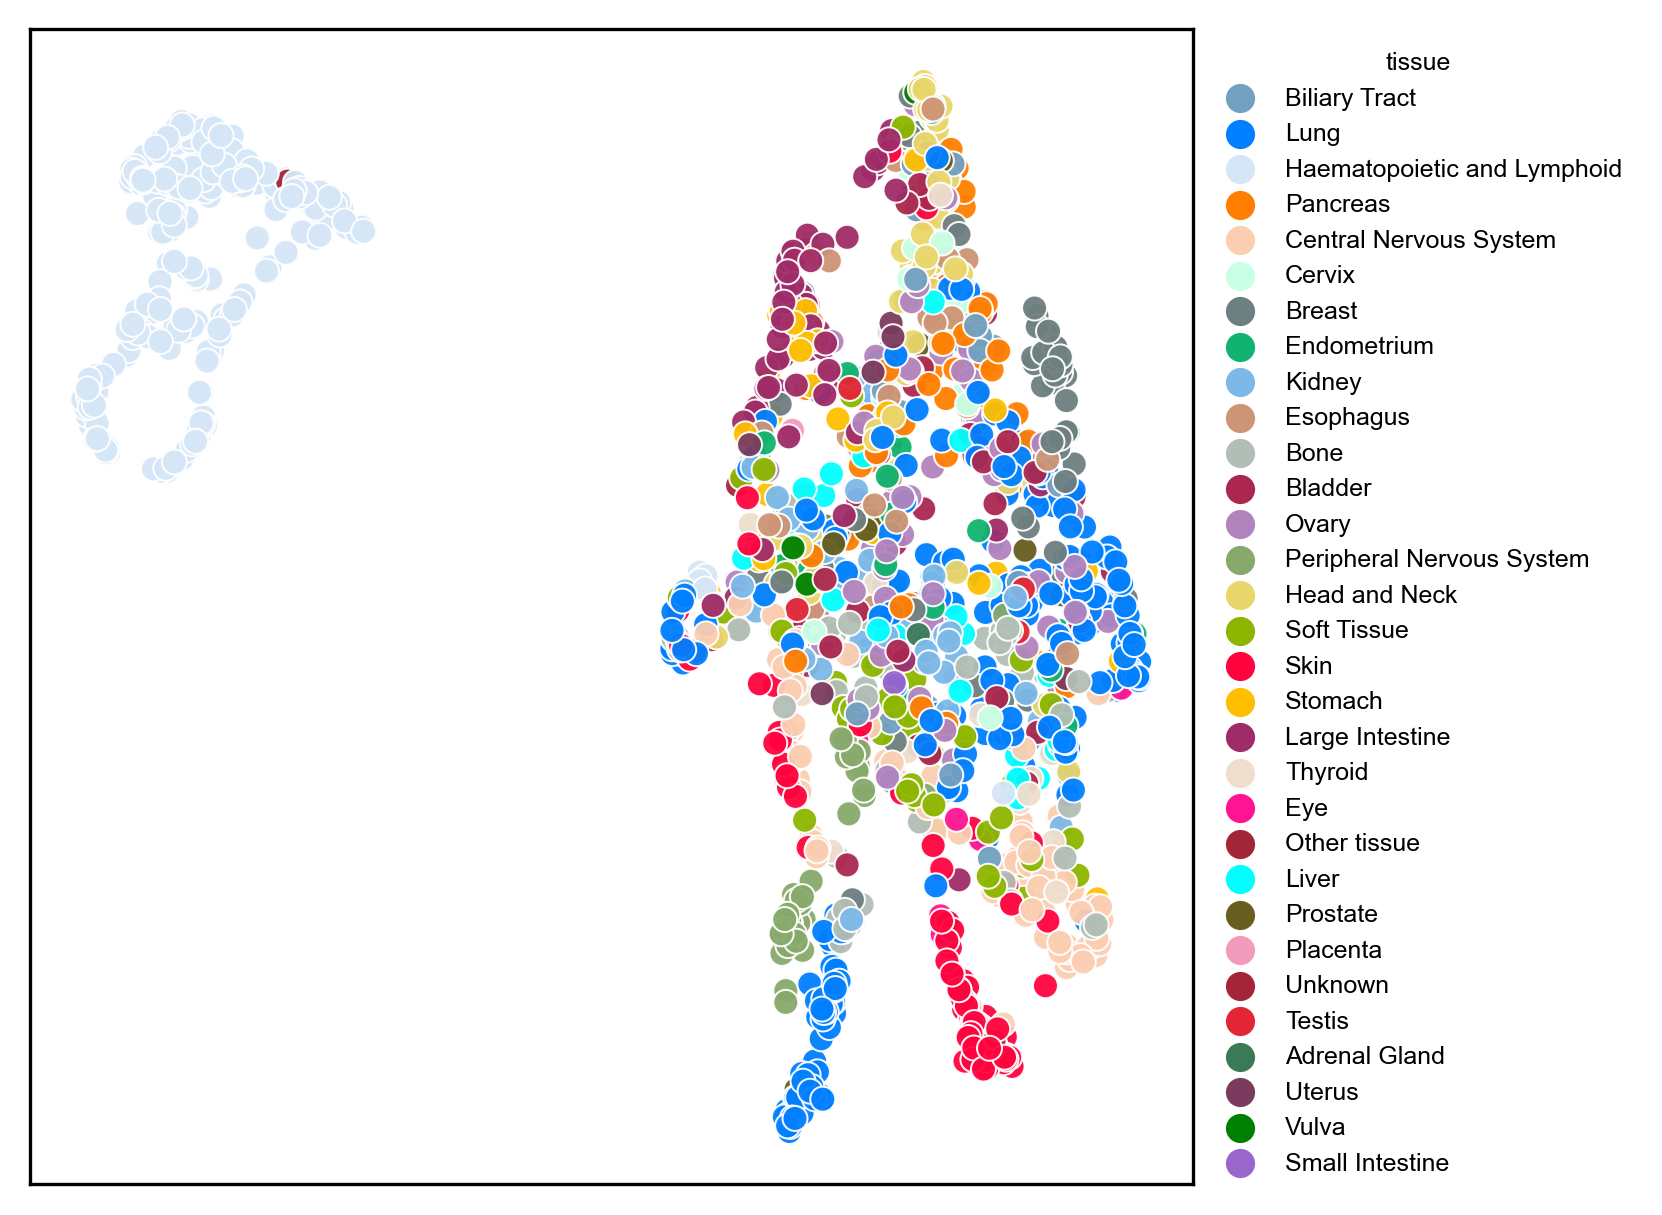 tissue
Biliary Tract
Lung
Haematopoietic and Lymphoid
Pancreas
Central Nervous System
Cervix
Breast
Endometrium
Kidney
Esophagus
Bone
Bladder
Ovary
Peripheral Nervous System
Head and Neck
Soft Tissue
Skin
Stomach
Large Intestine
Thyroid
Eye
Other tissue
Liver
Prostate
Placenta
Unknown
Testis
Adrenal Gland
Uterus
Vulva
Small Intestine